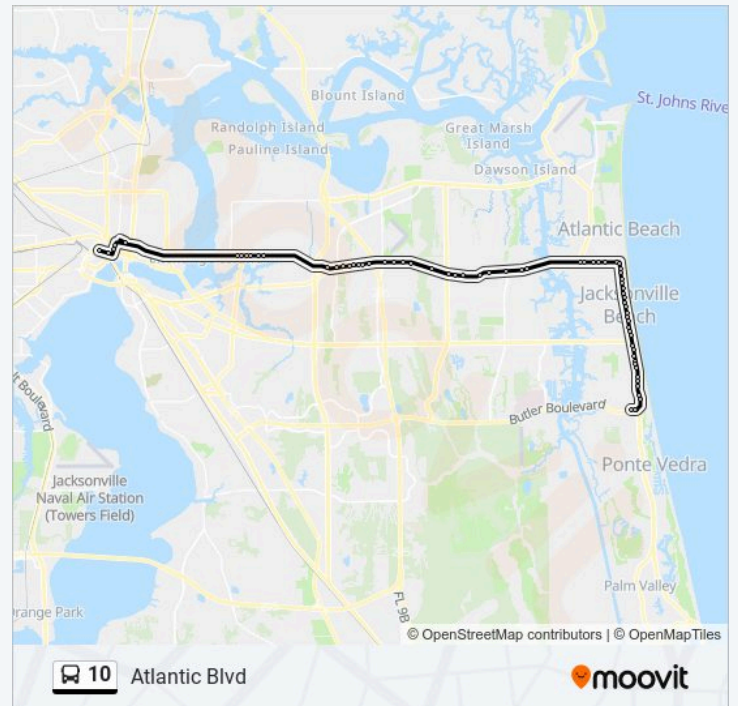 Blount Island
St. Johns Rive
Randolph Island
Great Marsh
Island
Pauline Island
Dawson Island
Atlantic Beach
Jacksonville
Beach
lt Boulevard
Butler Boulevard
Ponte Vedra
Jacksonville
Naval Air Station
(Towers Field)
Palm Valley
FL 9B
Orange Park
© OpenStreetMap contributors | © OpenMapTiles
10 Atlantic Blvd
moovit